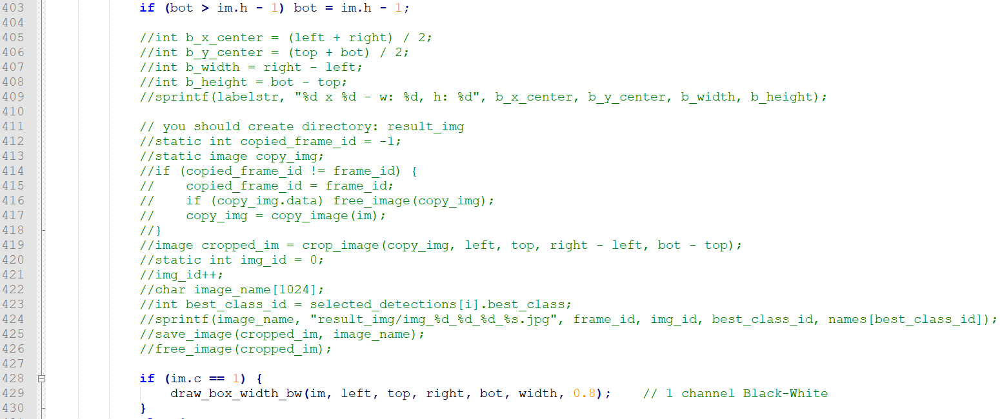 403 if (bot > im.h - 1) bot = im.h - 1;
404
405 //int b_x_center = (left + right) / 2;
406 //int b_y_center = (top + bot) / 2;
407 //int b_width = right - left;
408 //int b_height = bot - top;
409 //sprintf(labelstr, "%d x %d - w: %d, h: %d", b_x_center, b_y_center, b_width, b_height);
410
411 // you should create directory: result_img
412 //static int copied_frame_id = -1;
413 //static image copy_img;
414 //if (copied_frame_id != frame_id) {
415 //    copied_frame_id = frame_id;
416 //    if (copy_img.data) free_image(copy_img);
417 //    copy_img = copy_image(im);
418 //}
419 //image cropped_im = crop_image(copy_img, left, top, right - left, bot - top);
420 //static int img_id = 0;
421 //img_id++;
422 //char image_name[1024];
423 //int best_class_id = selected_detections[i].best_class;
424 //sprintf(image_name, "result_img/img_%d_%d_%d_%s.jpg", frame_id, img_id, best_class_id, names[best_class_id]);
425 //save_image(cropped_im, image_name);
426 //free_image(cropped_im);
427
428 if (im.c == 1) {
429     draw_box_width_bw(im, left, top, right, bot, width, 0.8);    // 1 channel Black-White
430 }